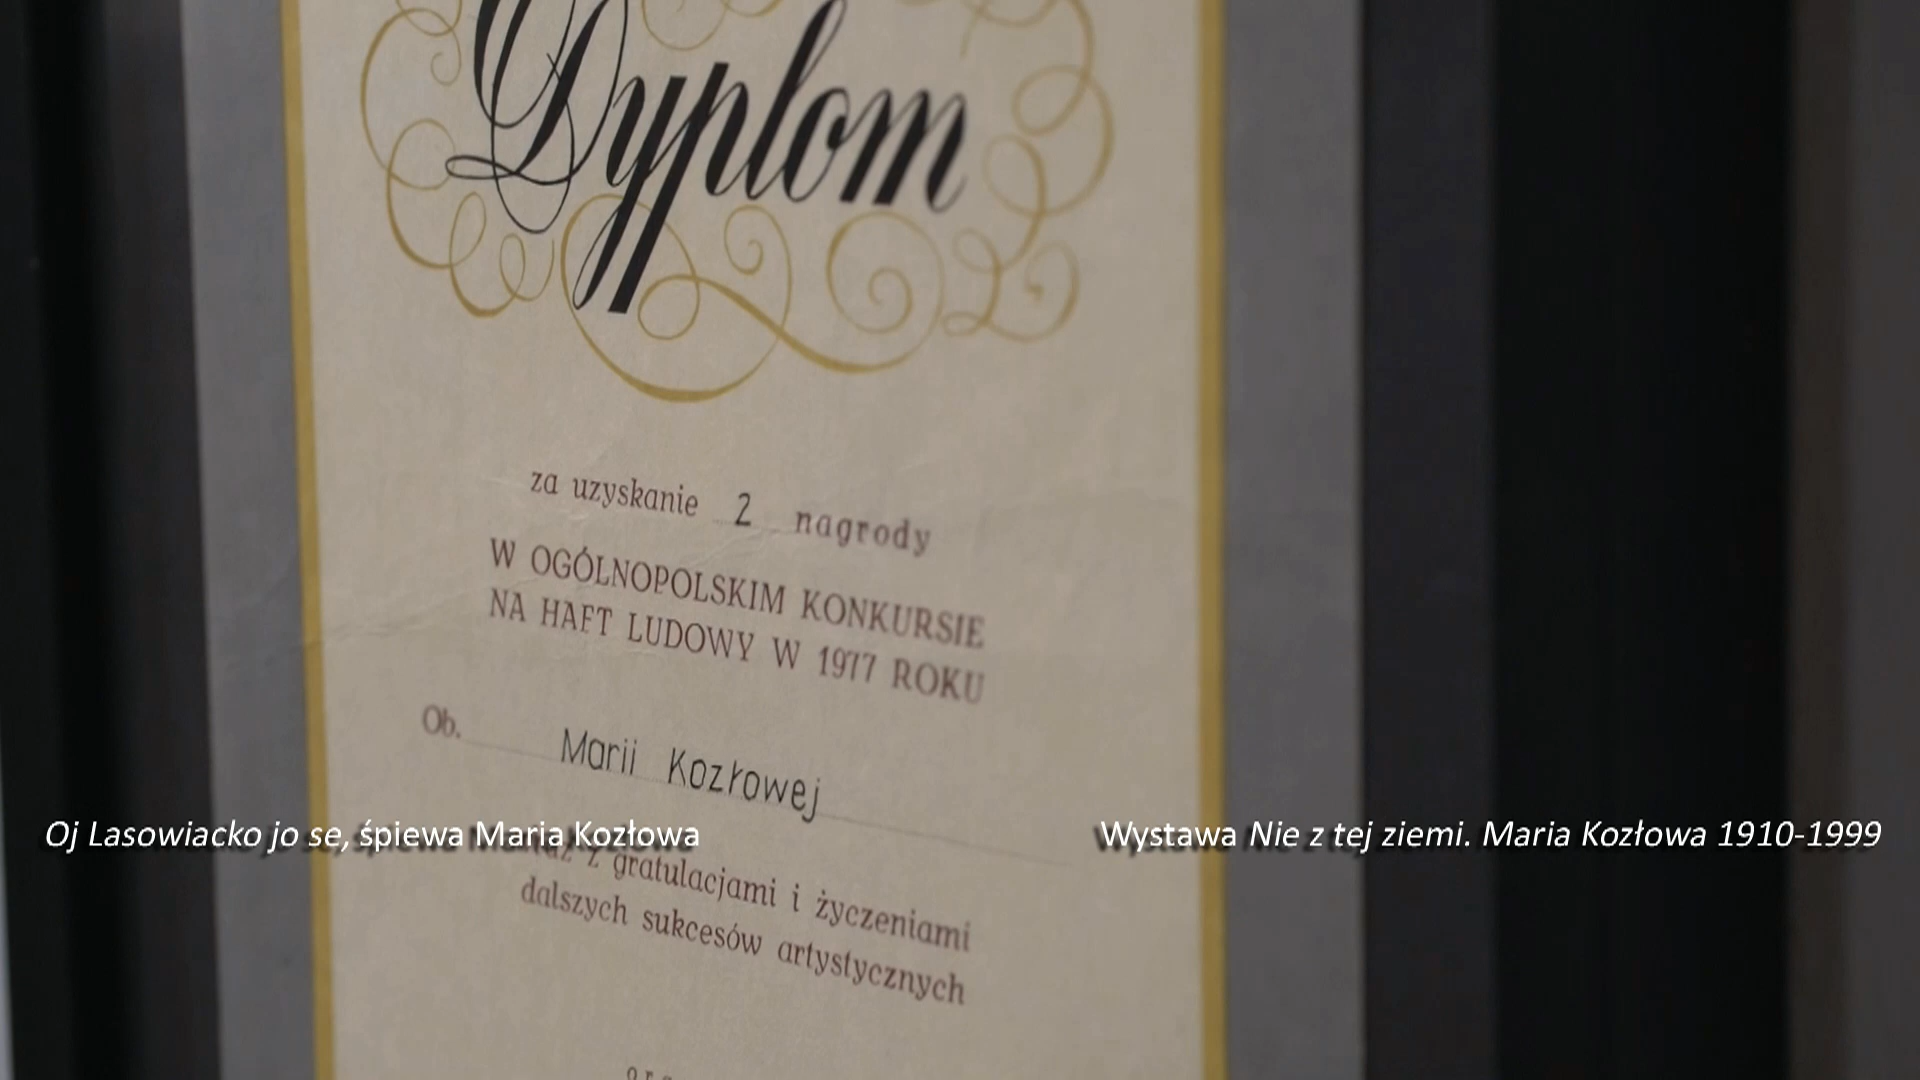 Dyplom
za uzyskanie 2 nagrody
W OGÓLNOPOLSKIM KONKURSIE
NA HAFT LUDOWY W 1977 ROKU
Ob. Marii Kozłowej
Oj Lasowiacko jo se, śpiewa Maria Kozłowa
Wystawa Nie z tej ziemi. Maria Kozłowa 1910-1999
z gratulacjami i życzeniami
dalszych sukcesów artystycznych